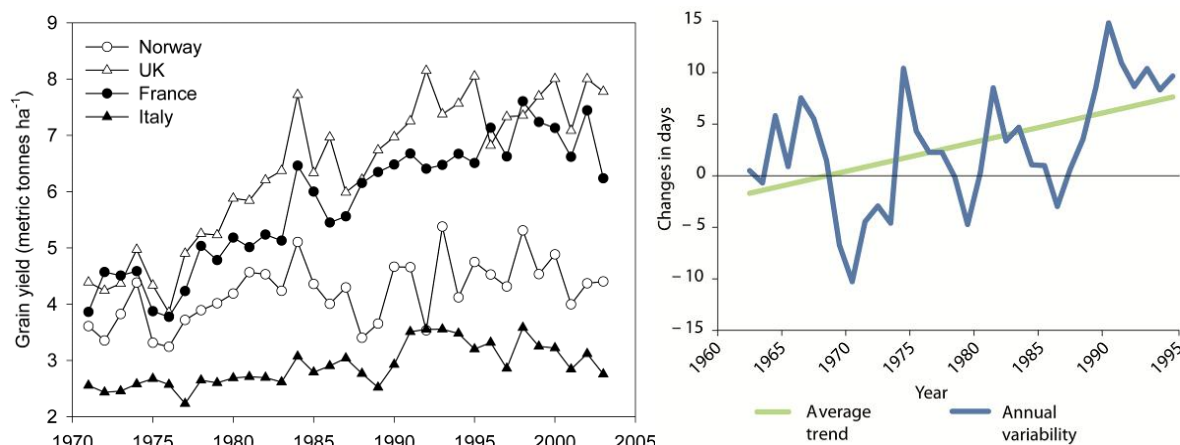 9
8
7
6
5
4
3
2
Grain yield (metric tonnes ha⁻¹)
Norway
UK
France
Italy
1970 1975 1980 1985 1990 1995 2000 2005
15
10
5
0
−5
−10
−15
Changes in days
1960 1965 1970 1975 1980 1985 1990 1995
Year
Average
trend
Annual
variability